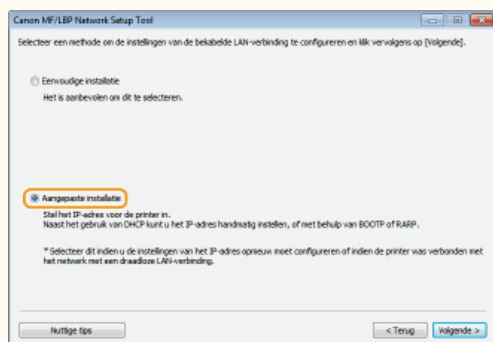 Canon MF/LBP Network Setup Tool
Selecteer een methode om de instellingen van de bekabelde LAN-verbinding te configureren en klik vervolgens op [Volgende].
Eenvoudige installatie
Het is aanbevolen om dit te selecteren.
Aangepaste installatie
Stel het IP-adres voor de printer in.
Naast het gebruik van DHCP kunt u het IP-adres handmatig instellen, of met behulp van BOOTP of RARP.
* Selecteer dit indien u de instellingen van het IP-adres opnieuw moet configureren of indien de printer was verbonden met
het netwerk met een draadloze LAN-verbinding.
Nuttige tips
< Terug
Volgende >